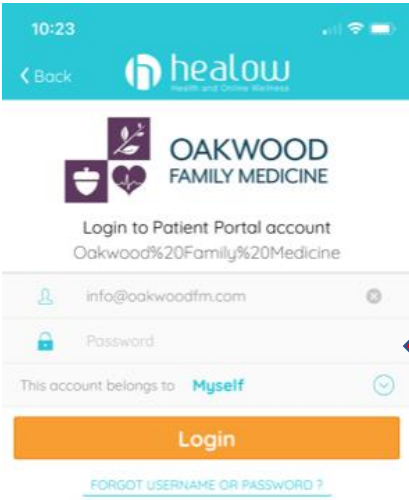 10:23
Back
healow
Health and Online Wellness
OAKWOOD
FAMILY MEDICINE
Login to Patient Portal account
Oakwood%20Family%20Medicine
info@oakwoodfm.com
Password
This account belongs to Myself
Login
FORGOT USERNAME OR PASSWORD ?